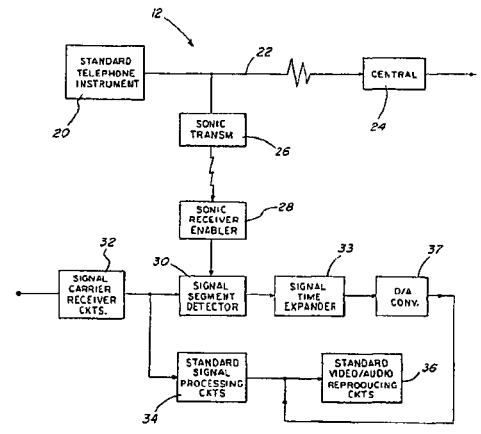 12
STANDARD
TELEPHONE
INSTRUMENT
20
22
CENTRAL
24
SONIC
TRANSM
26
SONIC
RECEIVER
ENABLER
28
32
SIGNAL
CARRIER
RECEIVER
CKTS.
30
SIGNAL
SEGMENT
DETECTOR
33
SIGNAL
TIME
EXPANDER
37
D/A
CONV.
STANDARD
SIGNAL
PROCESSING
CKTS
34
STANDARD
VIDEO/AUDIO
REPRODUCING
CKTS
36